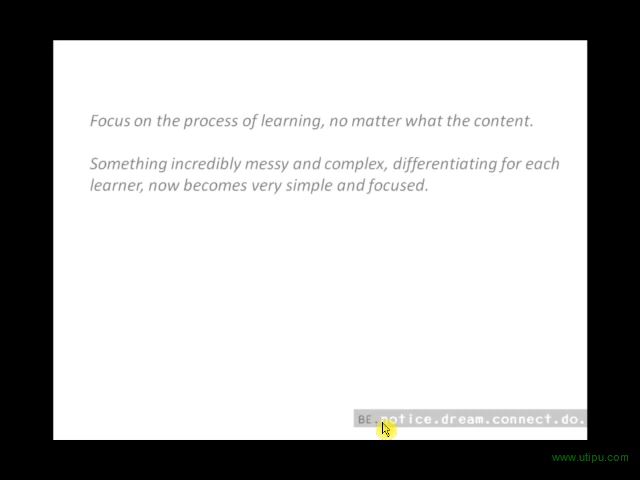 Focus on the process of learning, no matter what the content.
Something incredibly messy and complex, differentiating for each
learner, now becomes very simple and focused.
BE.notice.dream.connect.do.
www.utipu.com